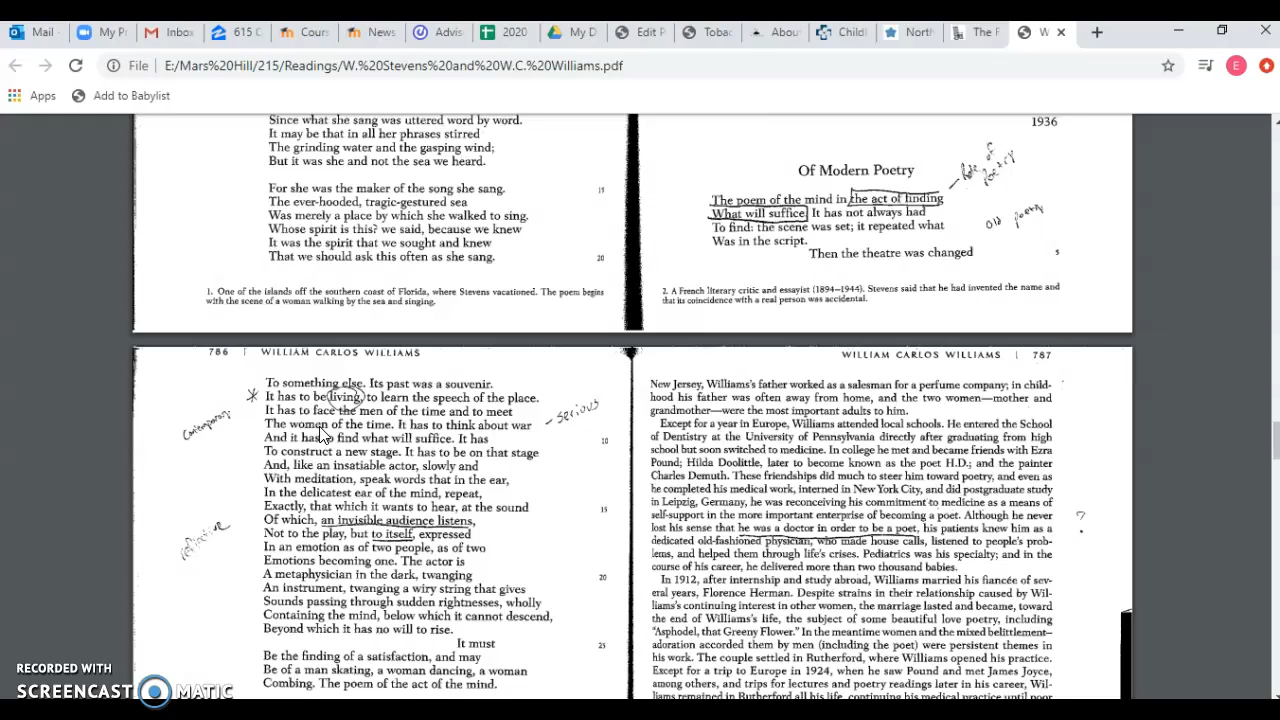 Mail -
My Pr
Inbo
615 C
Cours
News
Advis
2020
My D
Edit P
Tobac
About
Childl
North
The F
W
File
E:/Mars%20Hill/215/Readings/W.%20Stevens%20and%20W.C.%20Williams.pdf
E
Apps
Add to Babylist
Since what she sang was uttered word by word.
It may be that in all her phrases stirred
The grinding water and the gasping wind;
But it was she and not the sea we heard.
For she was the maker of the song she sang. 15
The ever-hooded, tragic-gestured sea
Was merely a place by which she walked to sing.
Whose spirit is this? we said, because we knew
It was the spirit that we sought and knew
That we should ask this often as she sang. 20
1. One of the islands off the southern coast of Florida, where Stevens vacationed. The poem begins
with the scene of a woman walking by the sea and singing.
1936
Of Modern Poetry
Role of
Poetry
The poem of the mind in the act of finding
What will suffice. It has not always had
old poetry
To find: the scene was set; it repeated what
Was in the script.
Then the theatre was changed 5
2. A French literary critic and essayist (1894–1944). Stevens said that he had invented the name and
that its coincidence with a real person was accidental.
786 | WILLIAM CARLOS WILLIAMS
To something else. Its past was a souvenir.
It has to be living, to learn the speech of the place.
It has to face the men of the time and to meet
contemporary
- serious
The woman of the time. It has to think about war
And it has to find what will suffice. It has 10
To construct a new stage. It has to be on that stage
And, like an insatiable actor, slowly and
With meditation, speak words that in the ear,
In the delicatest ear of the mind, repeat,
Exactly, that which it wants to hear, at the sound 15
Of which, an invisible audience listens,
reflective
Not to the play, but to itself, expressed
In an emotion as of two people, as of two
Emotions becoming one. The actor is
A metaphysician in the dark, twanging 20
An instrument, twanging a wiry string that gives
Sounds passing through sudden rightnesses, wholly
Containing the mind, below which it cannot descend,
Beyond which it has no will to rise.
It must 25
Be the finding of a satisfaction, and may
Be of a man skating, a woman dancing, a woman
Combing. The poem of the act of the mind.
WILLIAM CARLOS WILLIAMS | 787
New Jersey, Williams's father worked as a salesman for a perfume company; in child-
hood his father was often away from home, and the two women—mother and
grandmother—were the most important adults to him.
Except for a year in Europe, Williams attended local schools. He entered the School
of Dentistry at the University of Pennsylvania directly after graduating from high
school but soon switched to medicine. In college he met and became friends with Ezra
Pound; Hilda Doolittle, later to become known as the poet H.D.; and the painter
Charles Demuth. These friendships did much to steer him toward poetry, and even as
he completed his medical work, interned in New York City, and did postgraduate study
in Leipzig, Germany, he was reconceiving his commitment to medicine as a means of
self-support in the more important enterprise of becoming a poet. Although he never
lost his sense that he was a doctor in order to be a poet, his patients knew him as a
?
dedicated old-fashioned physician, who made house calls, listened to people's prob-
lems, and helped them through life's crises. Pediatrics was his specialty; and in the
course of his career, he delivered more than two thousand babies.
In 1912, after internship and study abroad, Williams married his fiancée of sev-
eral years, Florence Herman. Despite strains in their relationship caused by Wil-
liams's continuing interest in other women, the marriage lasted and became, toward
the end of Williams's life, the subject of some beautiful love poetry, including
"Asphodel, that Greeny Flower." In the meantime women and the mixed belittlement–
adoration accorded them by men (including the poet) were persistent themes in
his work. The couple settled in Rutherford, where Williams opened his practice.
Except for a trip to Europe in 1924, when he saw Pound and met James Joyce,
among others, and trips for lectures and poetry readings later in his career, Wil-
liams remained in Rutherford all his life, continuing his medical practice until poor
RECORDED WITH
SCREENCAST MATIC